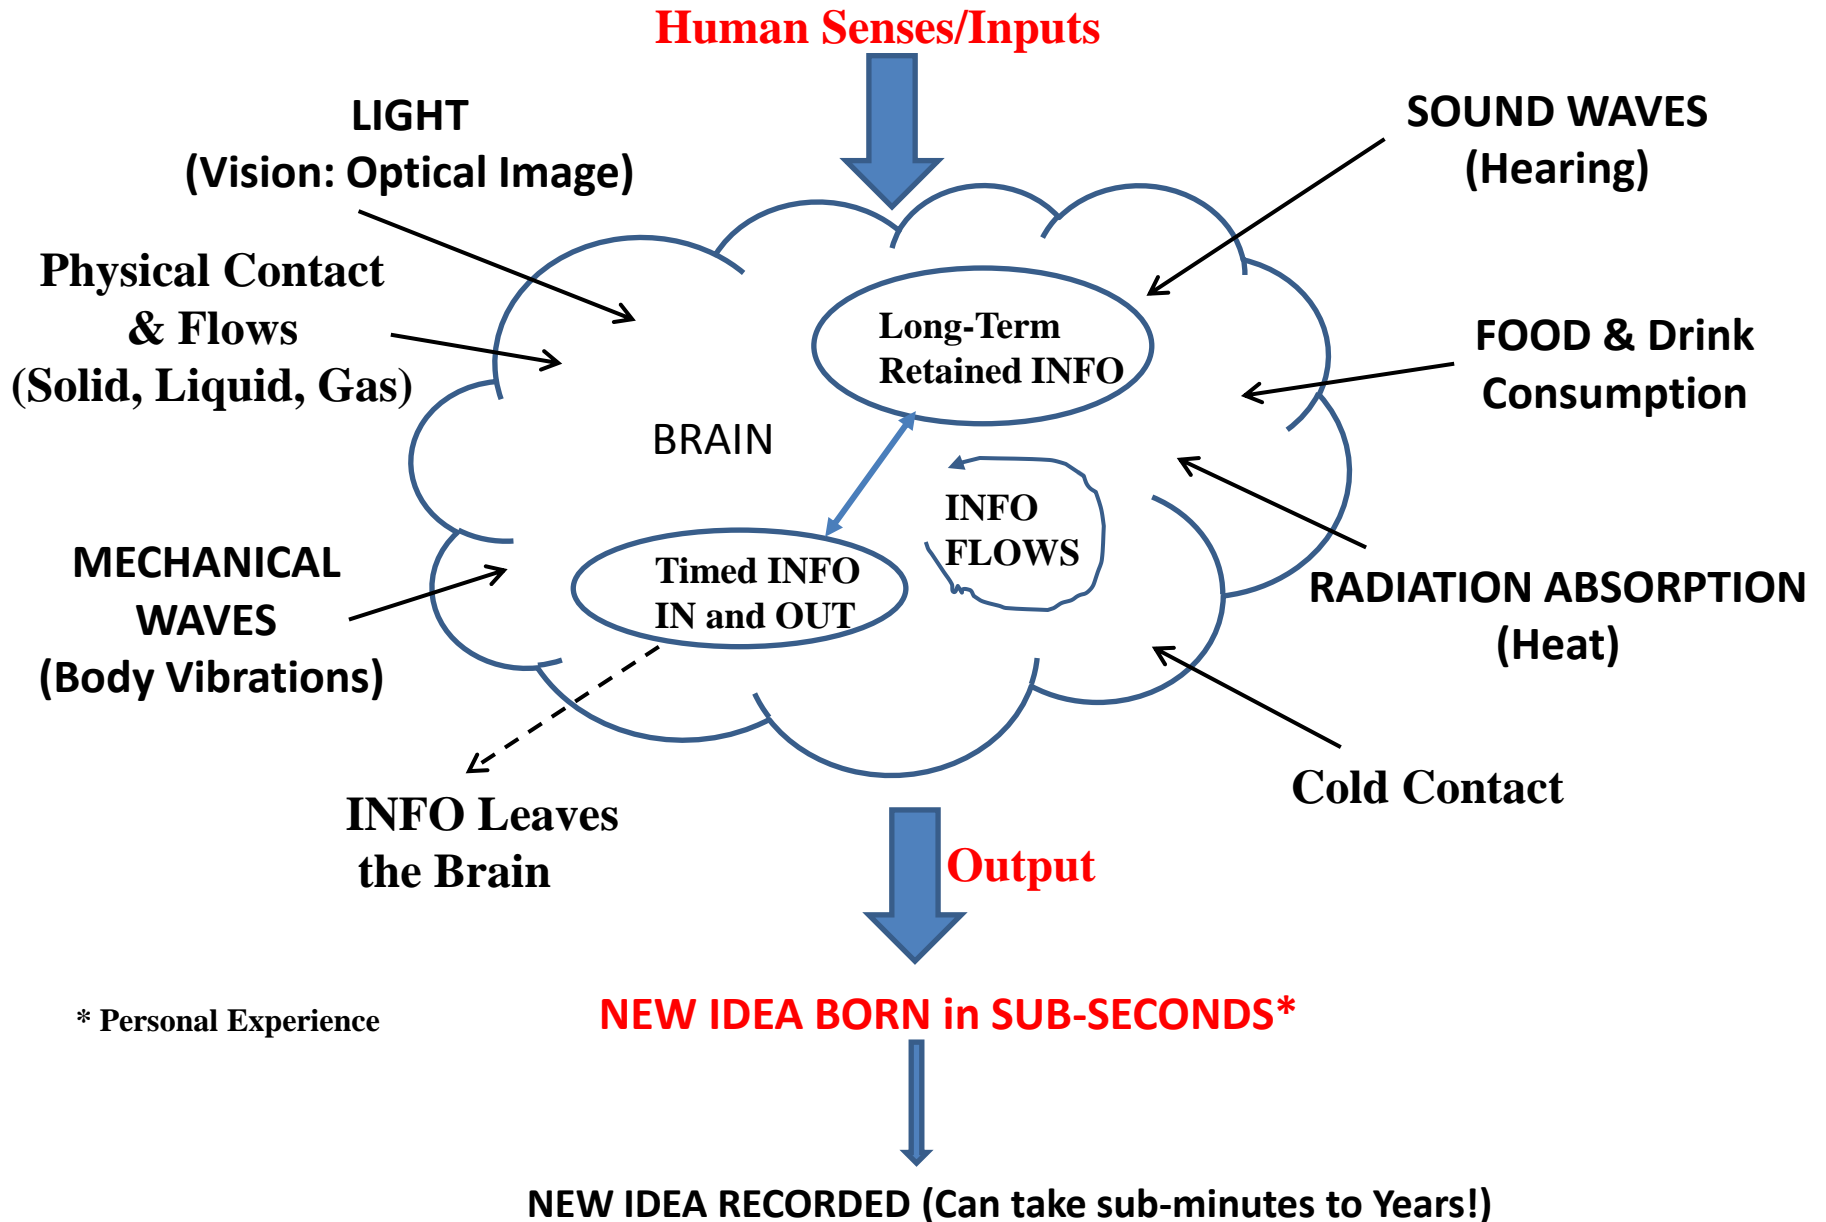 Human Senses/Inputs
LIGHT
(Vision: Optical Image)
SOUND WAVES
(Hearing)
Physical Contact
& Flows
(Solid, Liquid, Gas)
Long-Term
Retained INFO
FOOD & Drink
Consumption
BRAIN
INFO
FLOWS
MECHANICAL
WAVES
(Body Vibrations)
Timed INFO
IN and OUT
RADIATION ABSORPTION
(Heat)
INFO Leaves
the Brain
Cold Contact
Output
* Personal Experience
NEW IDEA BORN in SUB-SECONDS*
NEW IDEA RECORDED (Can take sub-minutes to Years!)